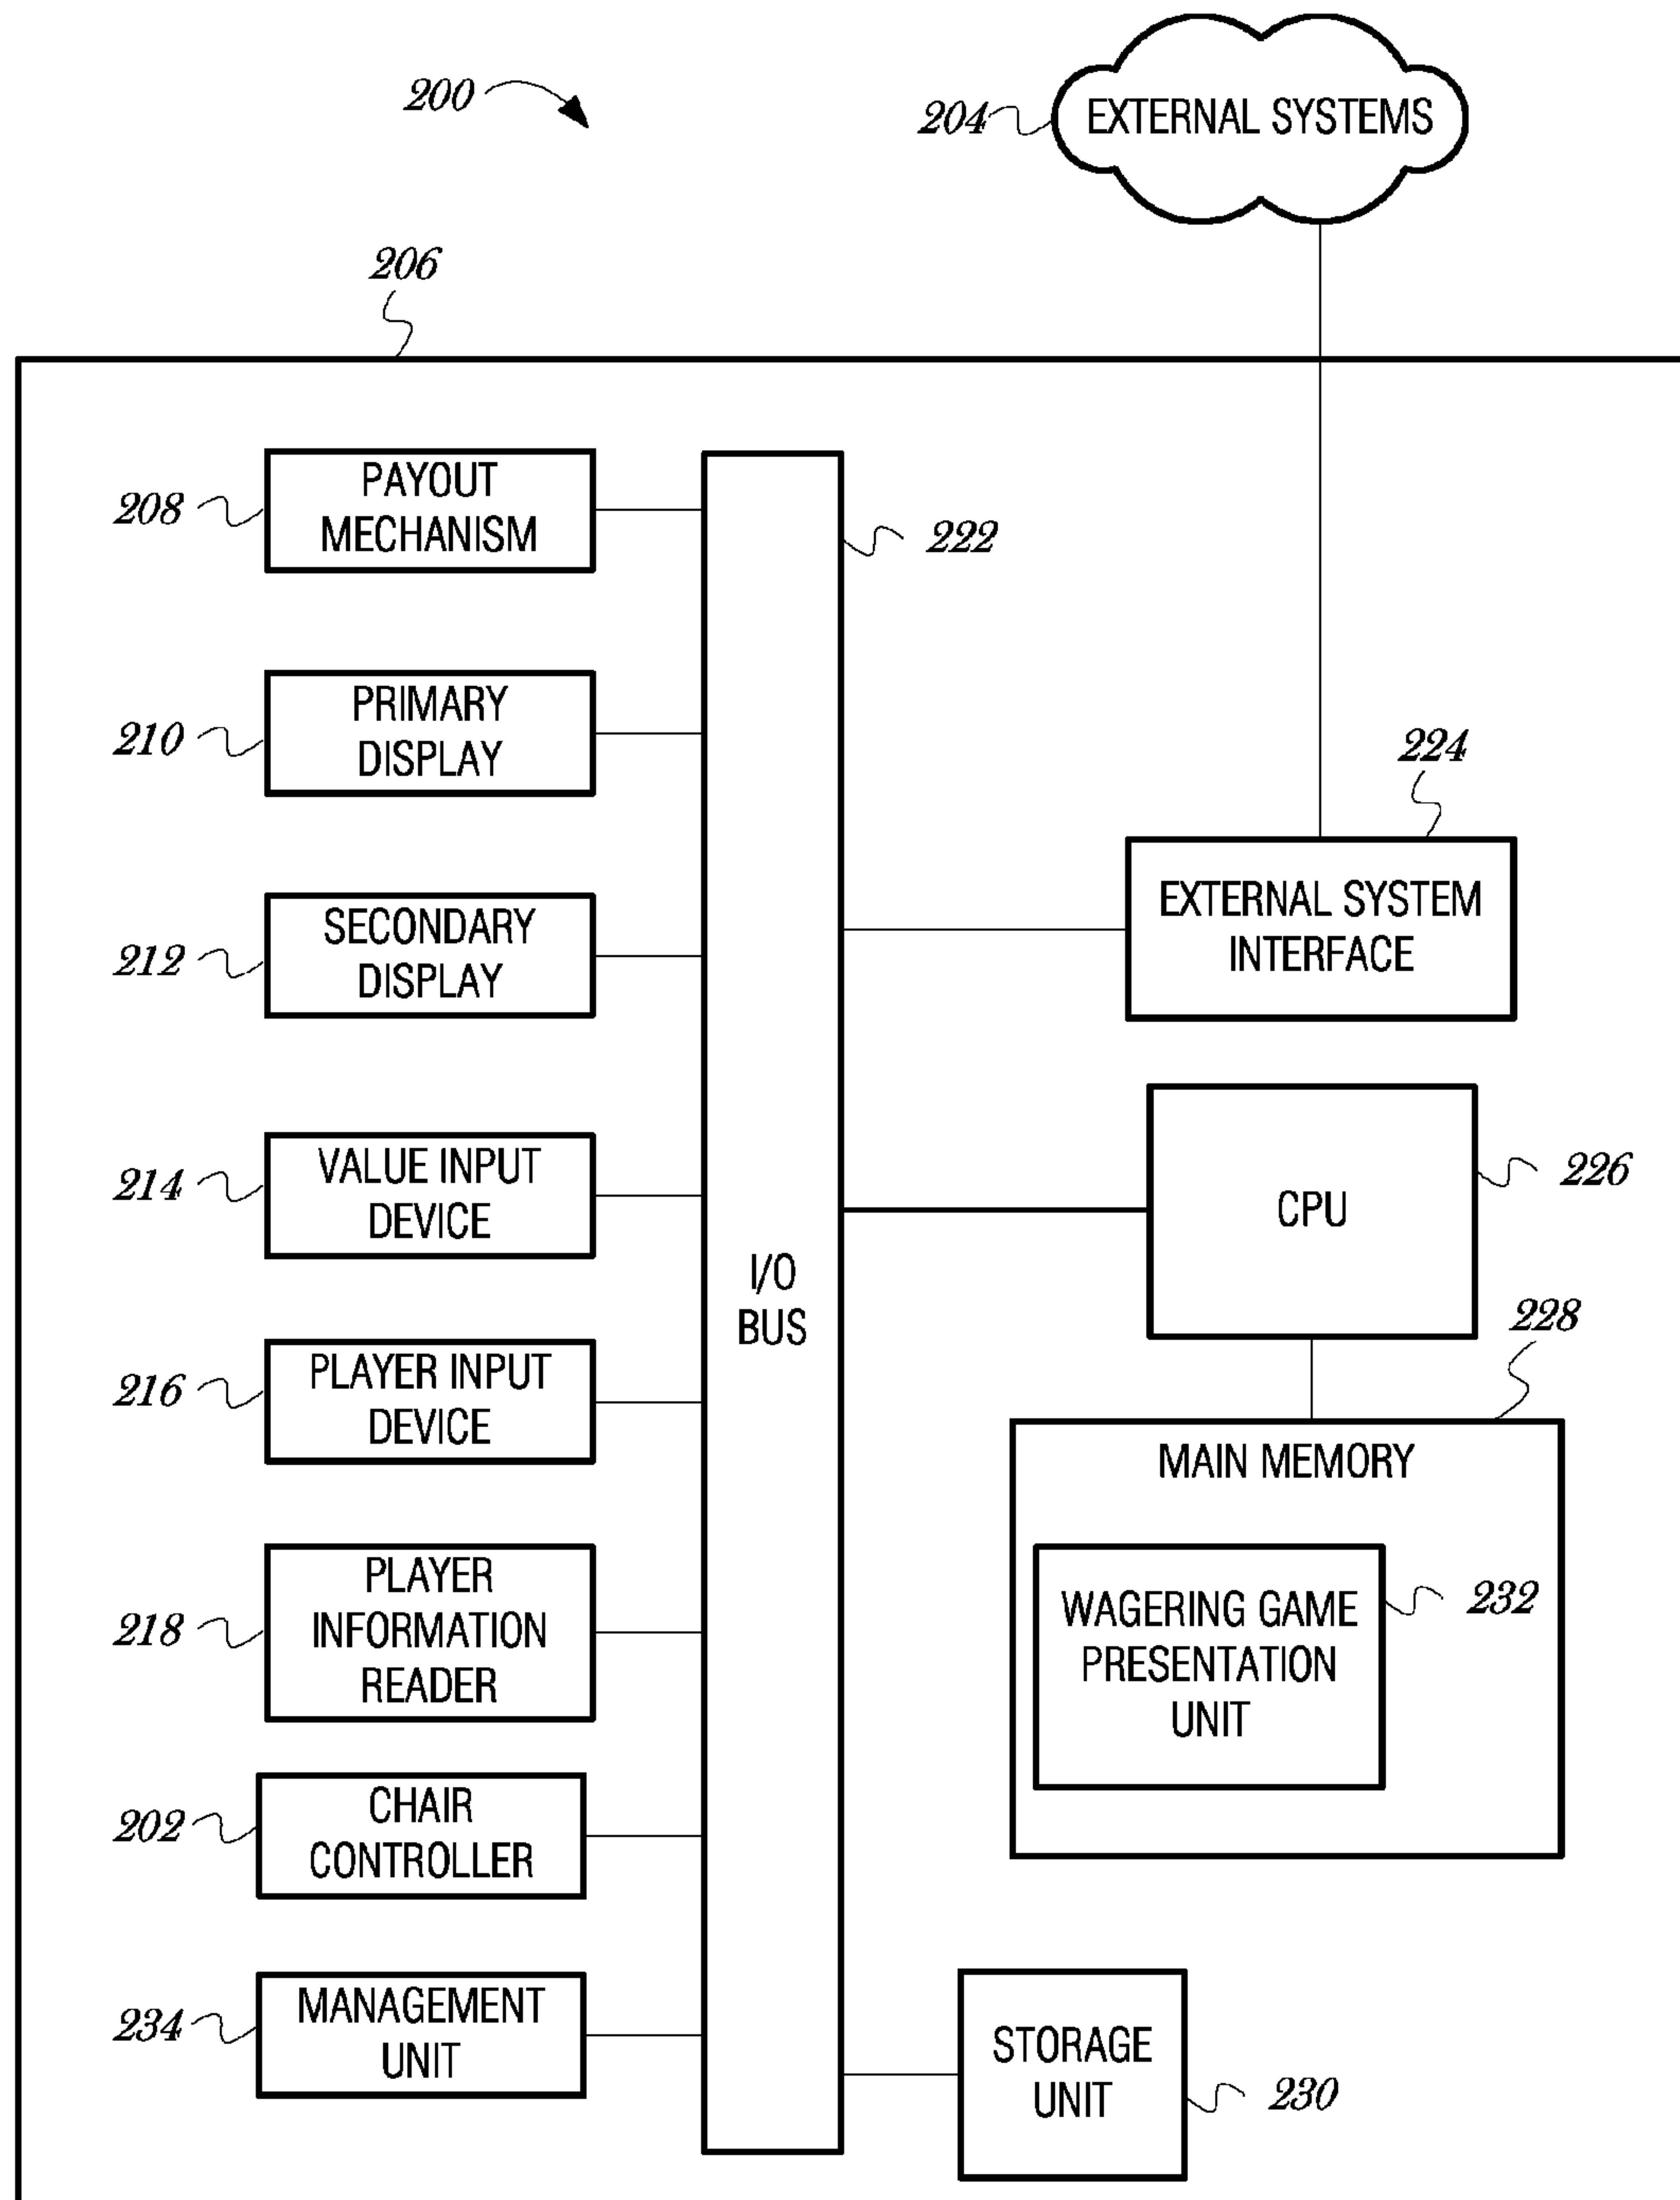 200
204
EXTERNAL SYSTEMS
206
208
PAYOUT
MECHANISM
222
210
PRIMARY
DISPLAY
224
212
SECONDARY
DISPLAY
EXTERNAL SYSTEM
INTERFACE
214
VALUE INPUT
DEVICE
CPU
226
I/O
BUS
228
216
PLAYER INPUT
DEVICE
MAIN MEMORY
218
PLAYER
INFORMATION
READER
WAGERING GAME
PRESENTATION
UNIT
232
202
CHAIR
CONTROLLER
234
MANAGEMENT
UNIT
STORAGE
UNIT
230